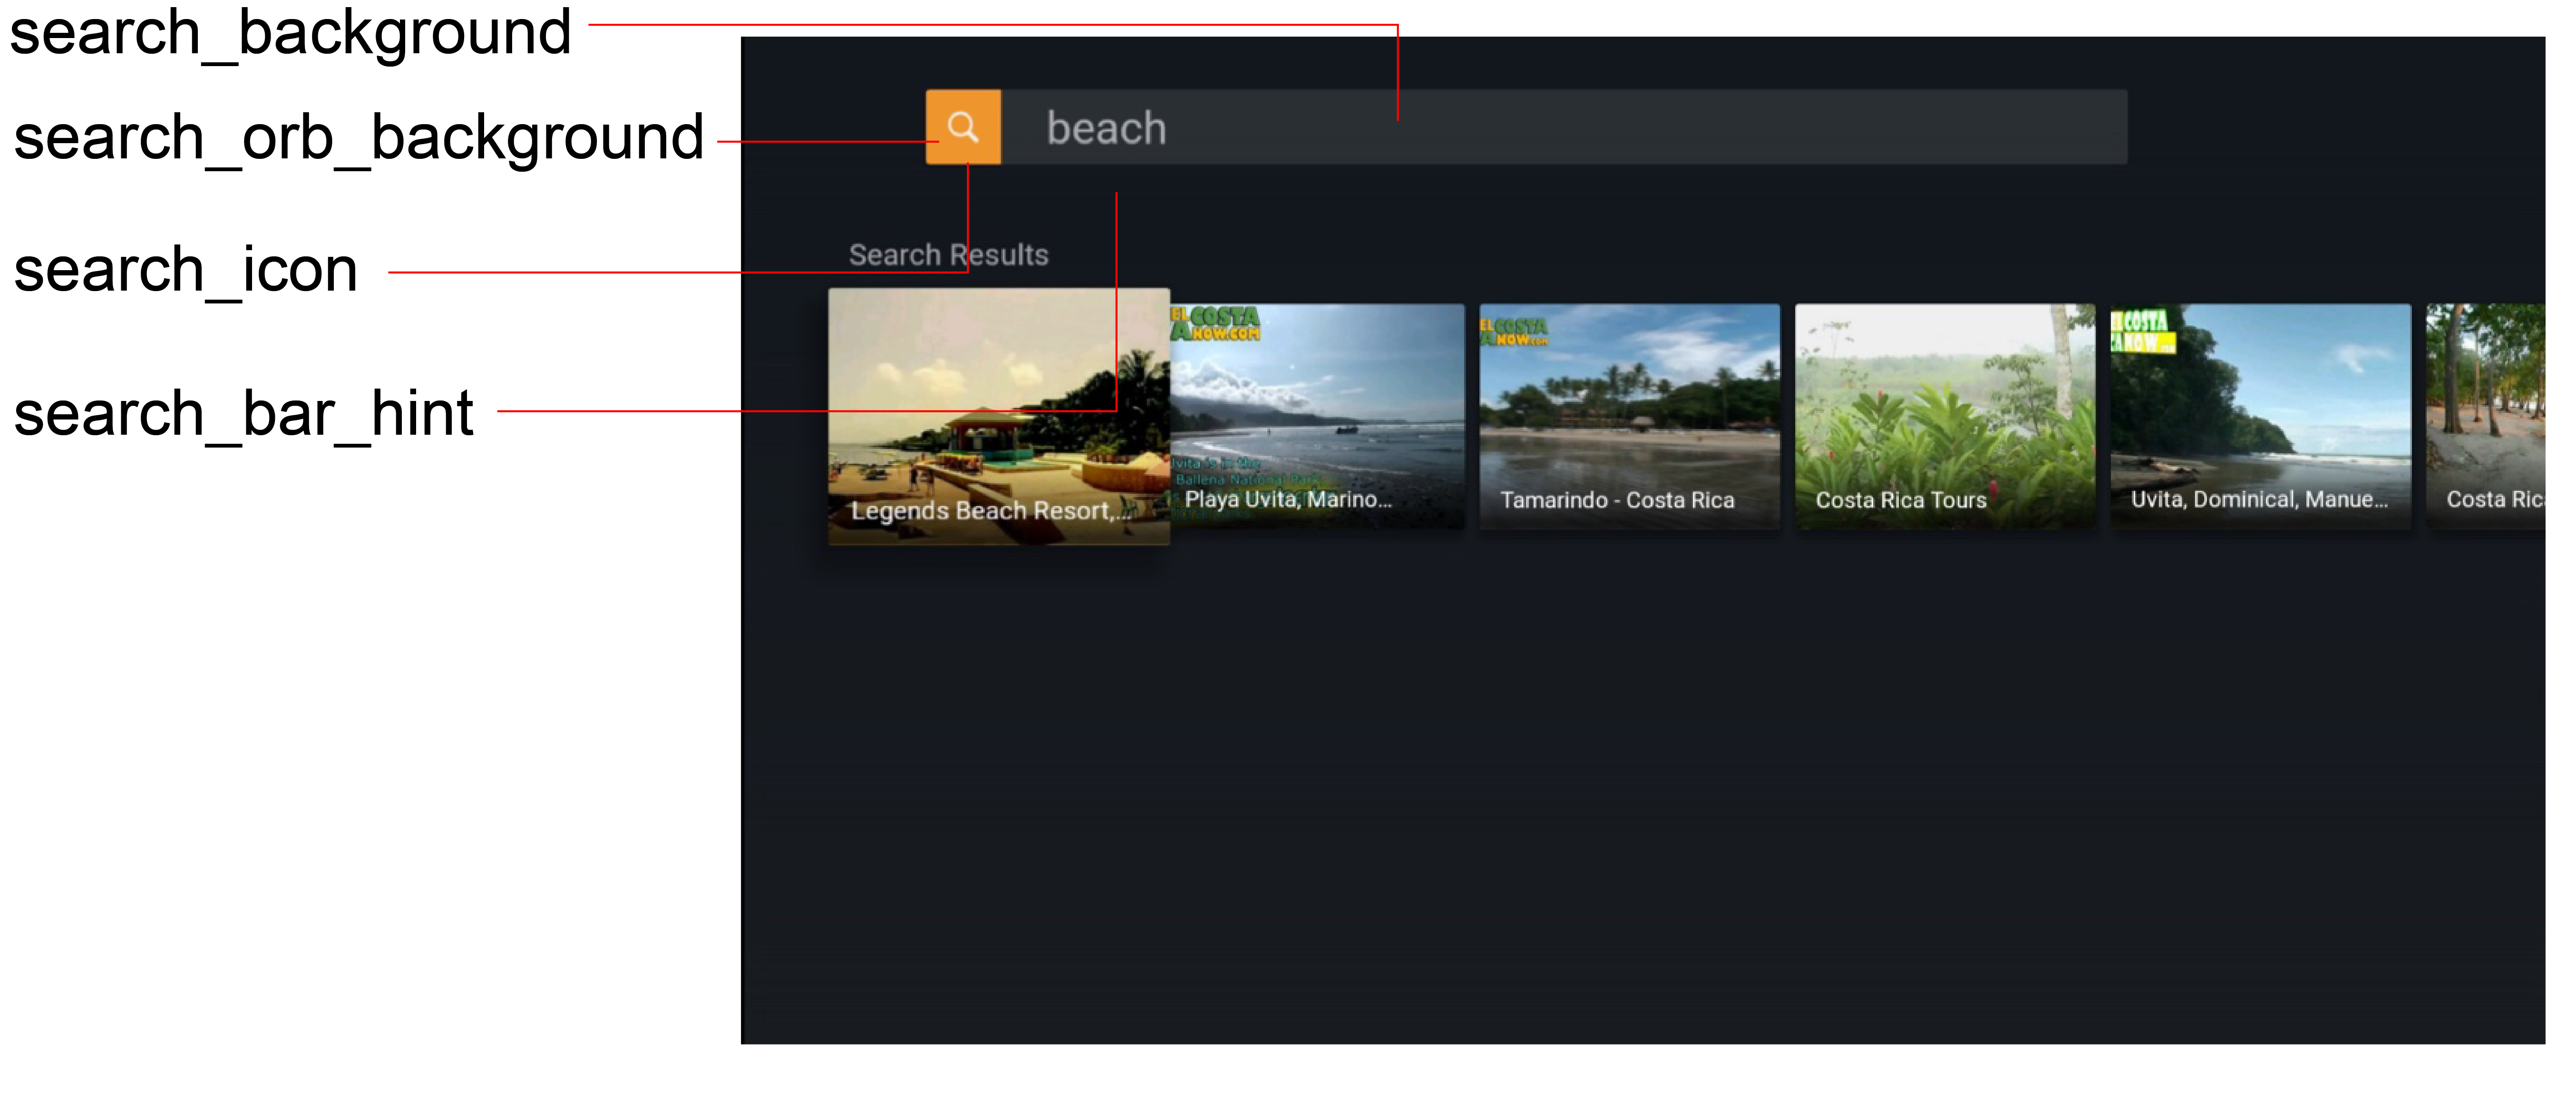 search_background
search_orb_background
beach
search_icon
Search Results
search_bar_hint
EL COSTA
A NOW.COM
EL COSTA
A NOW.COM
EL COSTA
CA NOW
Uvita is in the
Ballena National Park
Legends Beach Resort,...
Playa Uvita, Marino...
Tamarindo - Costa Rica
Costa Rica Tours
Uvita, Dominical, Manue...
Costa Ric